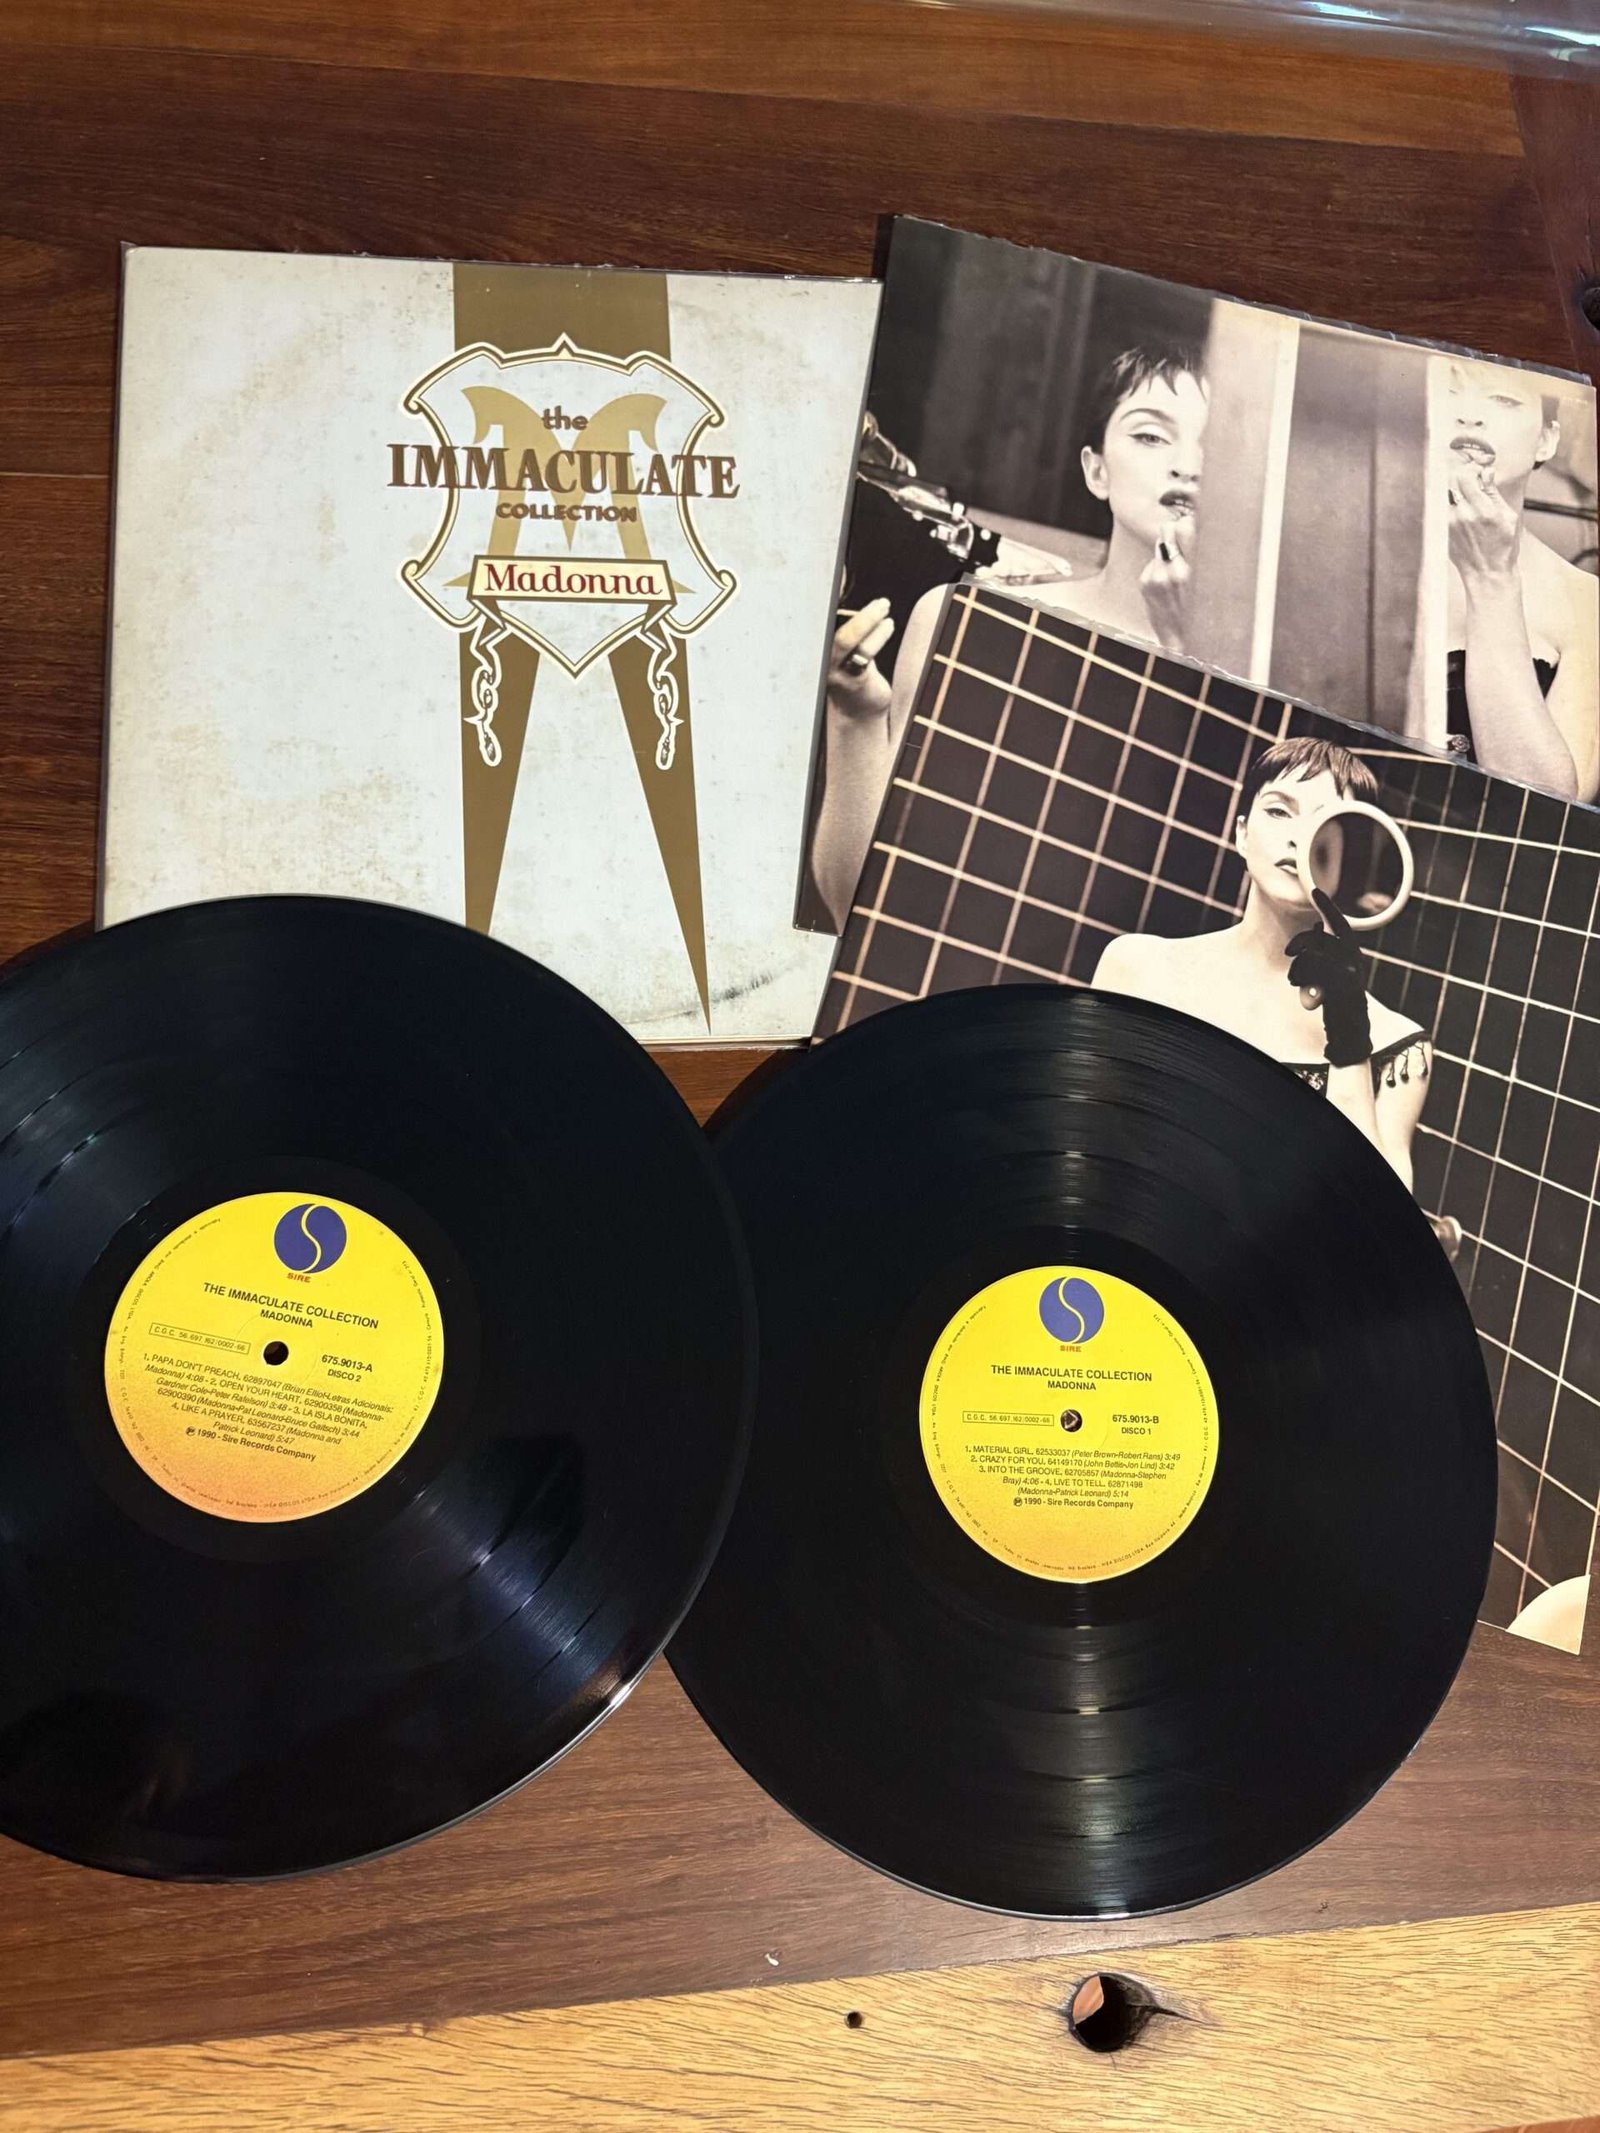 the
IMMACULATE
COLLECTION
Madonna
SIRE
THE IMMACULATE COLLECTION
MADONNA
C.G.C. 56.697.162/0002-66
675.9013-A
DISCO 2
1. PAPA DON'T PREACH, 62897047 (Brian Elliot-Letras Adicionais:
Madonna) 4:08 - 2. OPEN YOUR HEART, 62900358 (Madonna-
Gardner Cole-Peter Rafelson) 3:48 - 3. LA ISLA BONITA,
62900390 (Madonna-Pat Leonard-Bruce Gaitsch) 3:44
4. LIKE A PRAYER, 63567237 (Madonna and
Patrick Leonard) 5:47
℗ 1990 - Sire Records Company
SIRE
THE IMMACULATE COLLECTION
MADONNA
C.G.C. 56.697.162/0002-66
675.9013-B
DISCO 1
1. MATERIAL GIRL, 62533037 (Peter Brown-Robert Rans) 3:49
2. CRAZY FOR YOU, 64149170 (John Bettis-Jon Lind) 3:42
3. INTO THE GROOVE, 62705857 (Madonna-Stephen
Bray) 4:06 - 4. LIVE TO TELL, 62871498
(Madonna-Patrick Leonard) 5:14
℗ 1990 - Sire Records Company